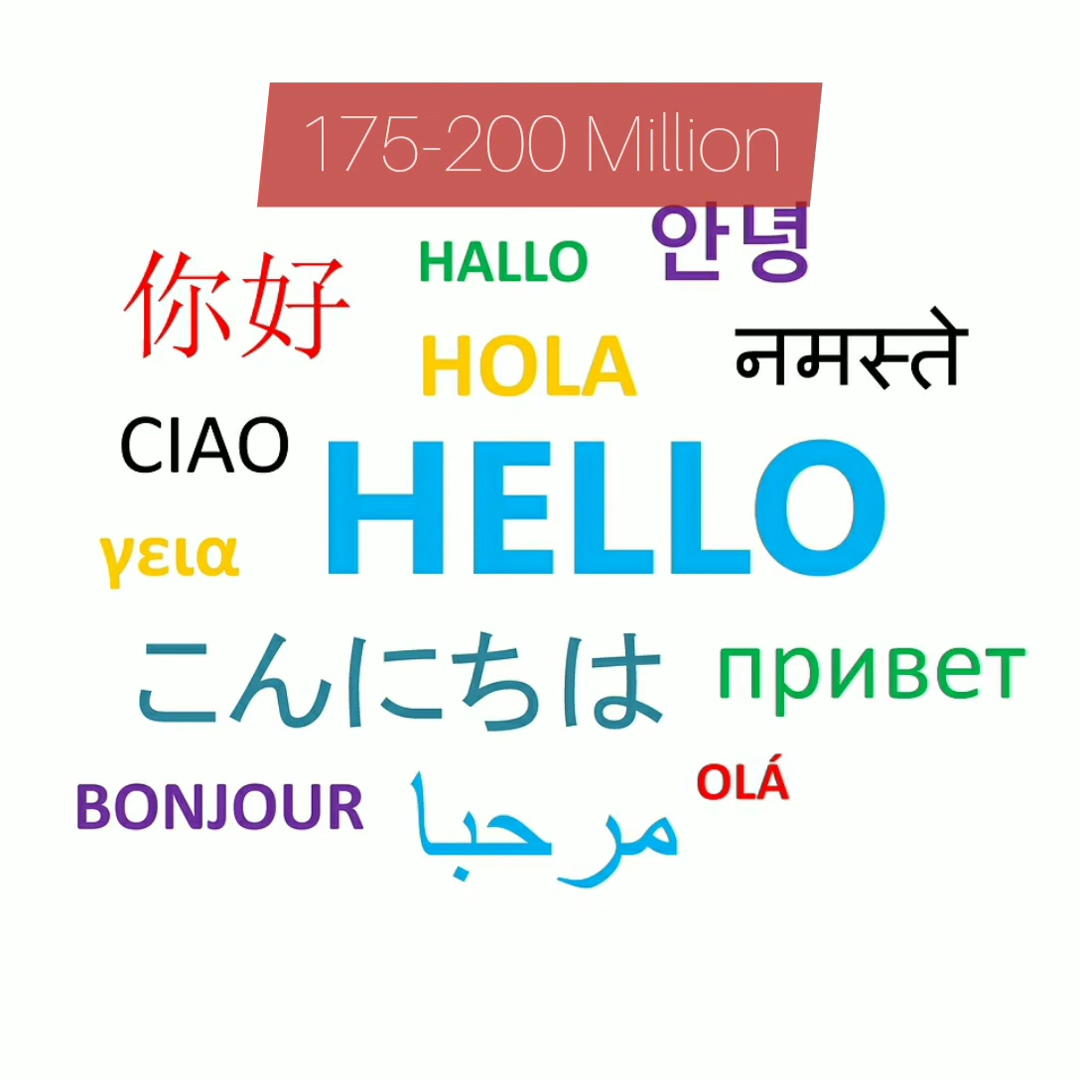 175-200 Million
HALLO
안녕
你好
HOLA
नमस्ते
CIAO
HELLO
γεια
こんにちは
привет
BONJOUR
مرحبا
OLÁ